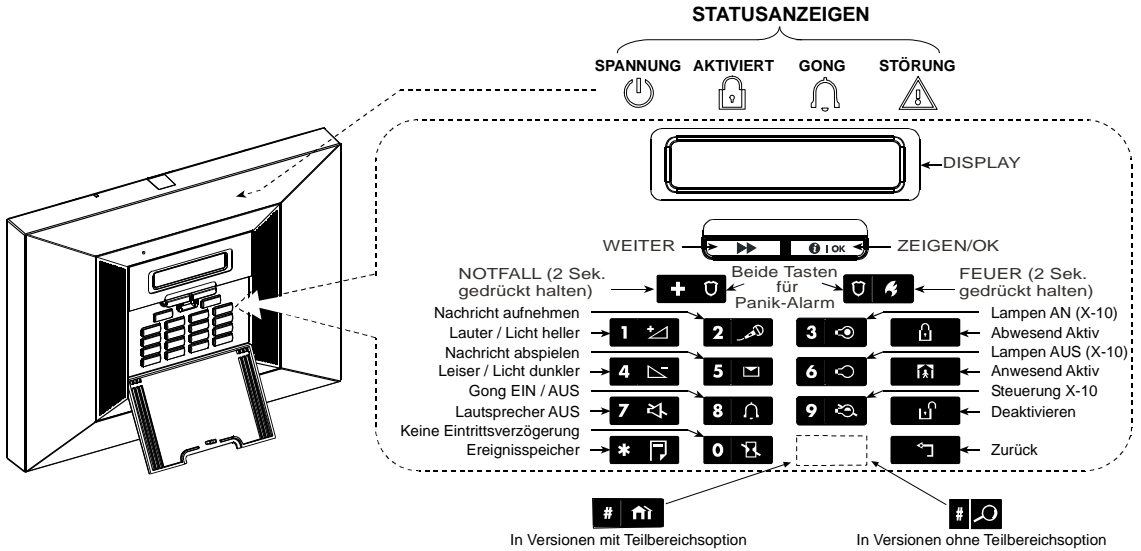 STATUSANZEIGEN
SPANNUNG AKTIVIERT GONG STÖRUNG
DISPLAY
WEITER
i | OK
ZEIGEN/OK
NOTFALL (2 Sek.
gedrückt halten)
Beide Tasten
für
Panik-Alarm
FEUER (2 Sek.
gedrückt halten)
Nachricht aufnehmen
Lampen AN (X-10)
Lauter / Licht heller
1 2 3
Abwesend Aktiv
Nachricht abspielen
Lampen AUS (X-10)
Leiser / Licht dunkler
4 5 6
Anwesend Aktiv
Gong EIN / AUS
Steuerung X-10
Lautsprecher AUS
7 8 9
Deaktivieren
Keine Eintrittsverzögerung
Ereignisspeicher
* 0
Zurück
# #
In Versionen mit Teilbereichsoption
In Versionen ohne Teilbereichsoption